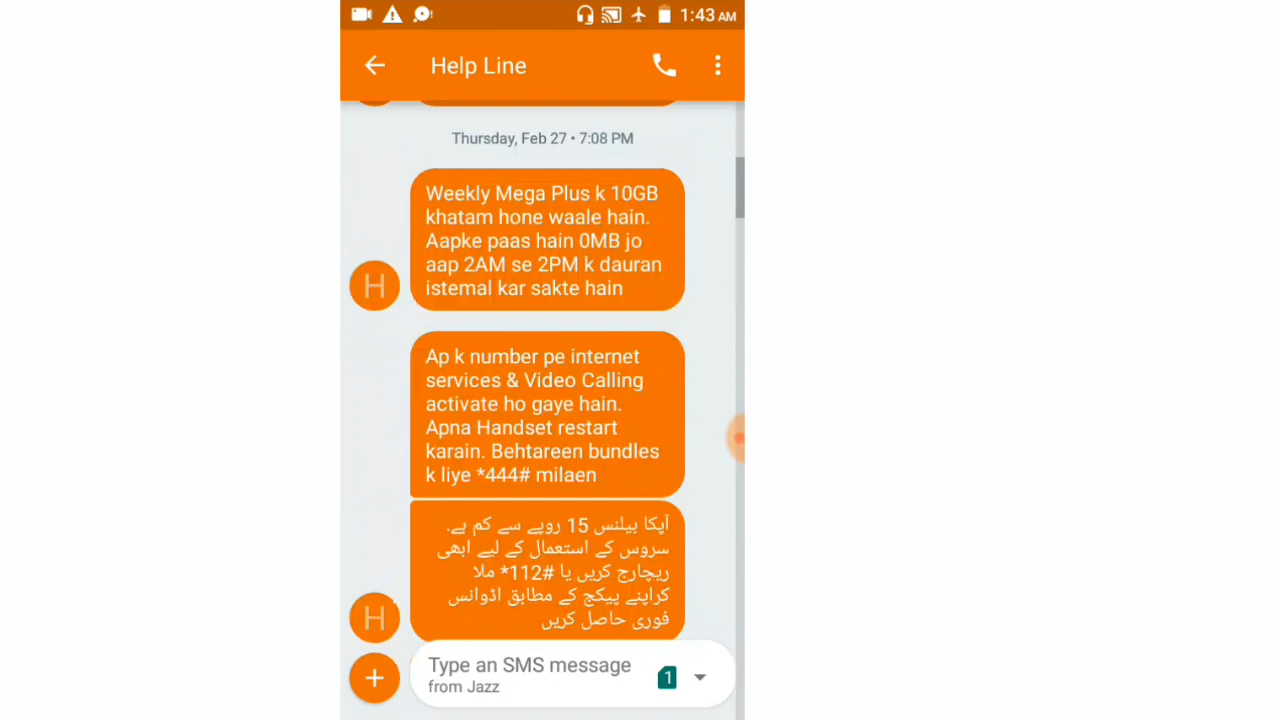 1:43 AM
Help Line
Thursday, Feb 27 • 7:08 PM
Weekly Mega Plus k 10GB
khatam hone waale hain.
Aapke paas hain 0MB jo
aap 2AM se 2PM k dauran
istemal kar sakte hain
H
Ap k number pe internet
services & Video Calling
activate ho gaye hain.
Apna Handset restart
karain. Behtareen bundles
k liye *444# milaen
آپکا بیلنس 15 روپے سے کم ہے.
سروس کے استعمال کے لیے ابھی
ریچارج کریں یا #112* ملا
کراپنے پیکج کے مطابق اڈوانس
فوری حاصل کریں
H
Type an SMS message
from Jazz
1